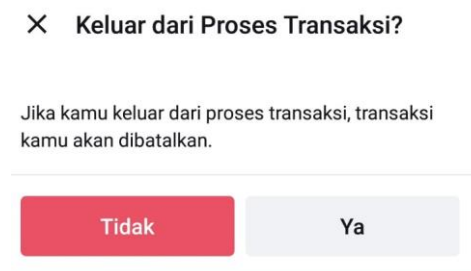 Keluar dari Proses Transaksi?
Jika kamu keluar dari proses transaksi, transaksi
kamu akan dibatalkan.
Tidak
Ya